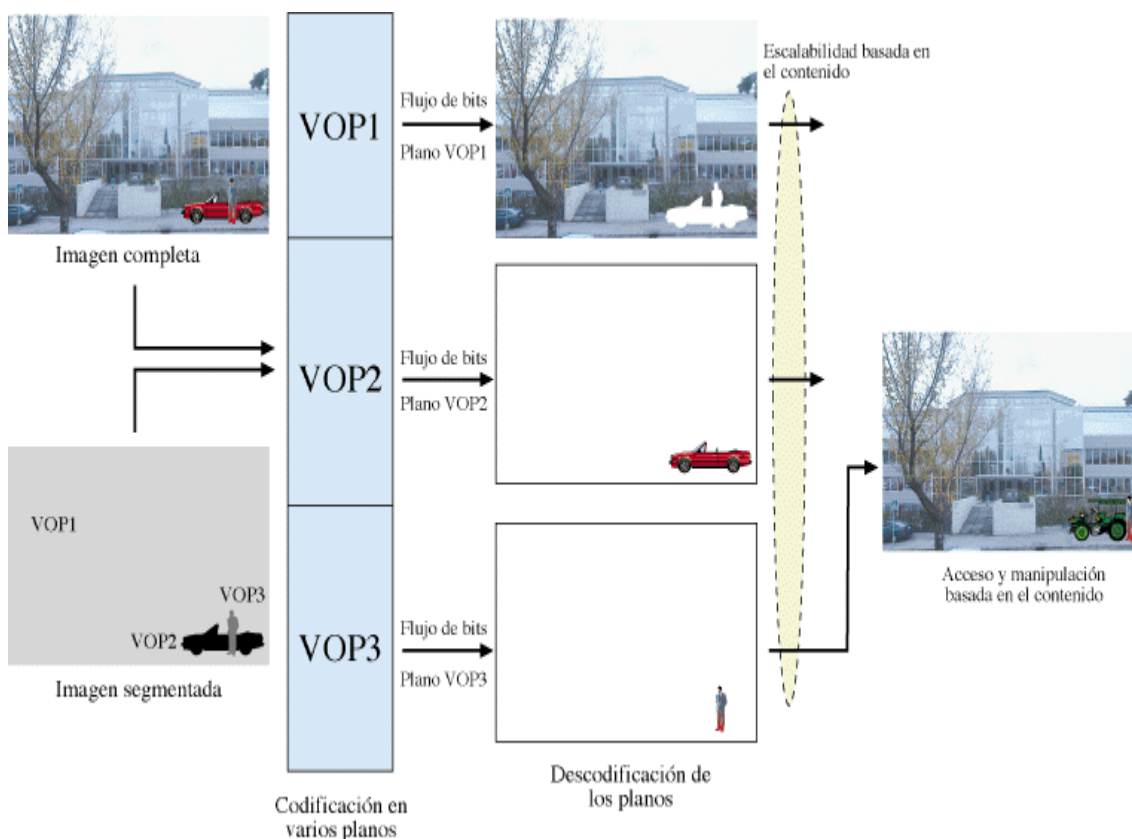 Imagen completa
VOP1
VOP3
VOP2
Imagen segmentada
VOP1
VOP2
VOP3
Codificación en
varios planos
Flujo de bits
Plano VOP1
Flujo de bits
Plano VOP2
Flujo de bits
Plano VOP3
Descodificación de
los planos
Escalabilidad basada en
el contenido
Acceso y manipulación
basada en el contenido